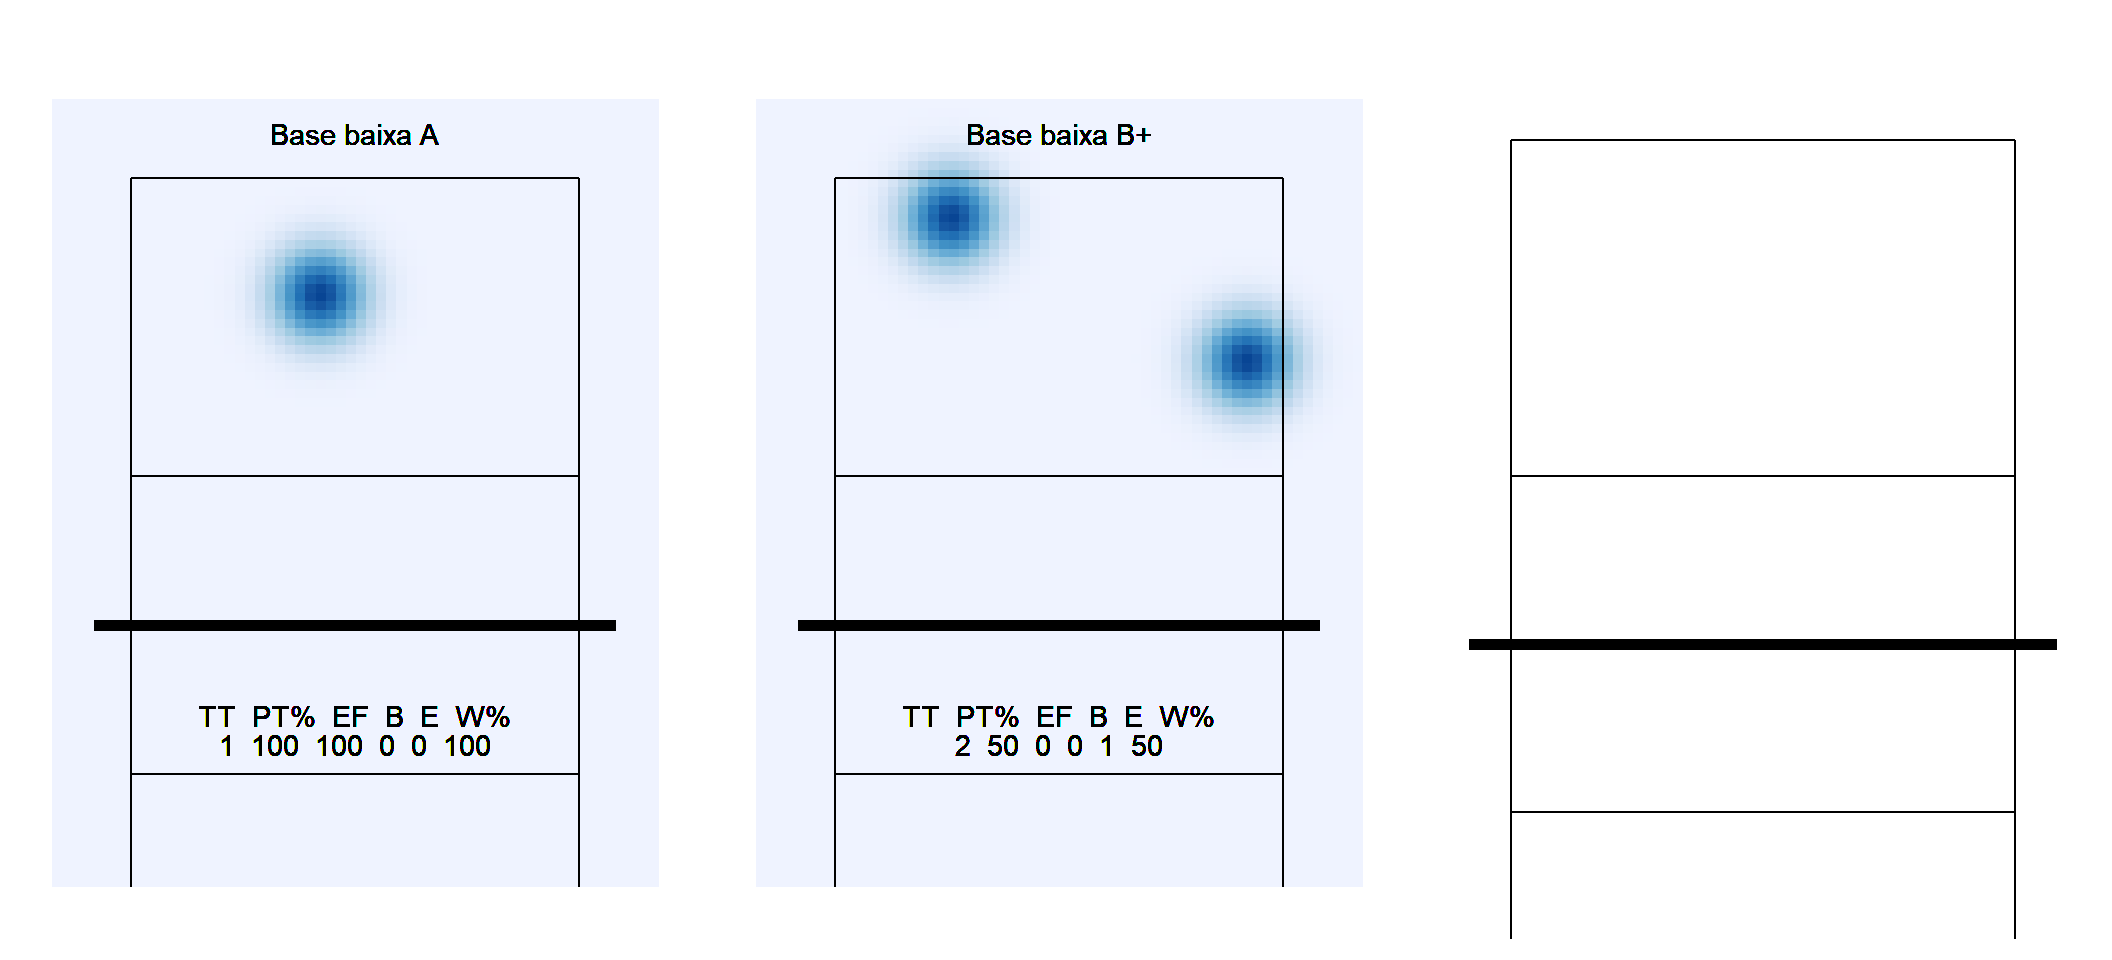 Base baixa A
TT PT% EF B E W%
1 100 100 0 0 100
Base baixa B+
TT PT% EF B E W%
2 50 0 0 1 50